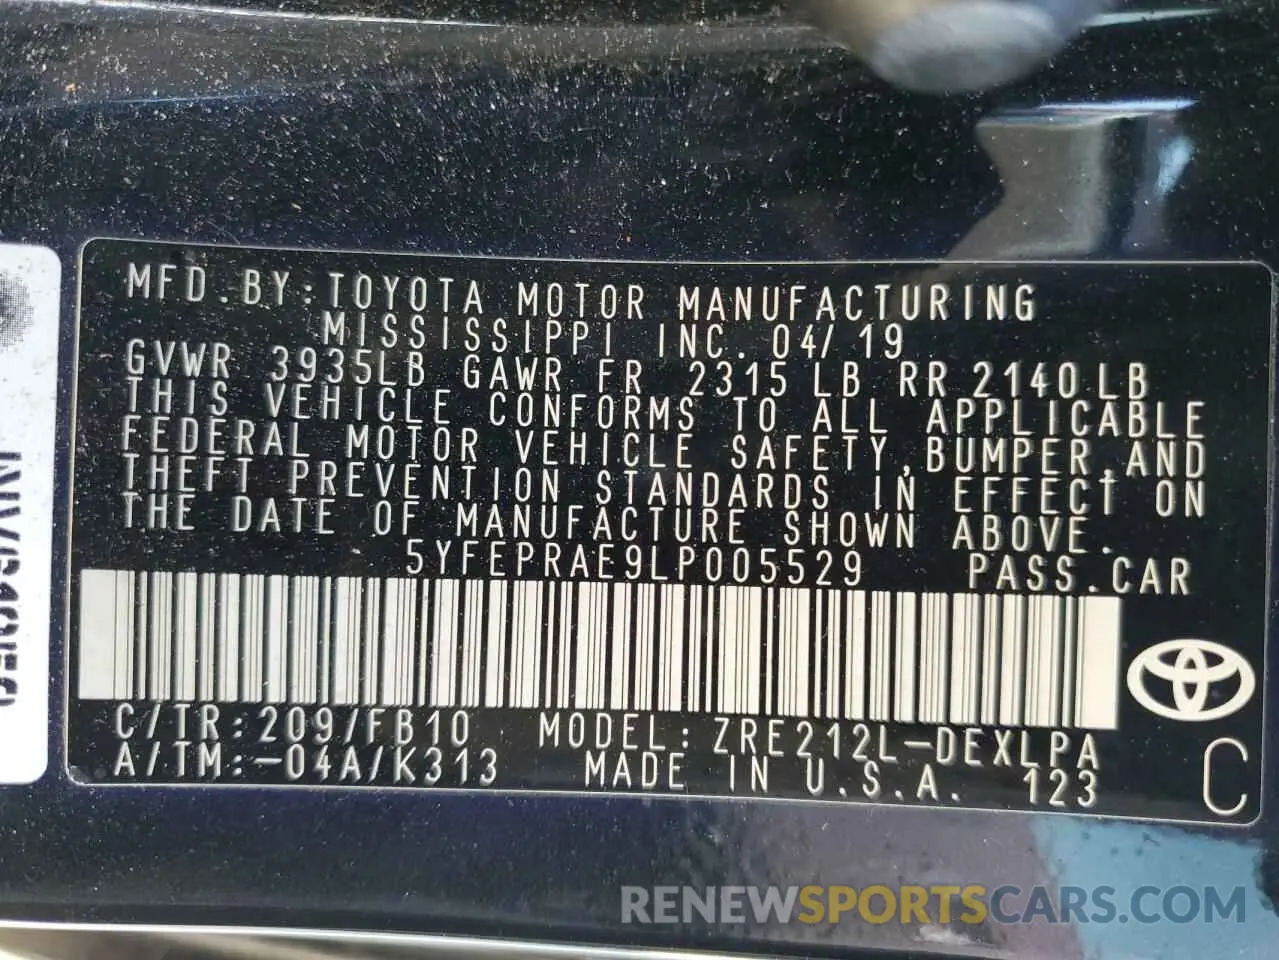 MFD.BY:TOYOTA MOTOR MANUFACTURING
MISSISSIPPI INC. 04/19
GVWR 3935LB GAWR FR 2315 LB RR 2140 LB
THIS VEHICLE CONFORMS TO ALL APPLICABLE
FEDERAL MOTOR VEHICLE SAFETY, BUMPER, AND
THEFT PREVENTION STANDARDS IN EFFECT ON
THE DATE OF MANUFACTURE SHOWN ABOVE.
5YFEPRAE9LP005529 PASS.CAR
C/TR:209/FB10 MODEL:ZRE212L-DEXLPA
A/TM:-04A/K313 MADE IN U.S.A. 123
C
RENEWSPORTSCARS.COM